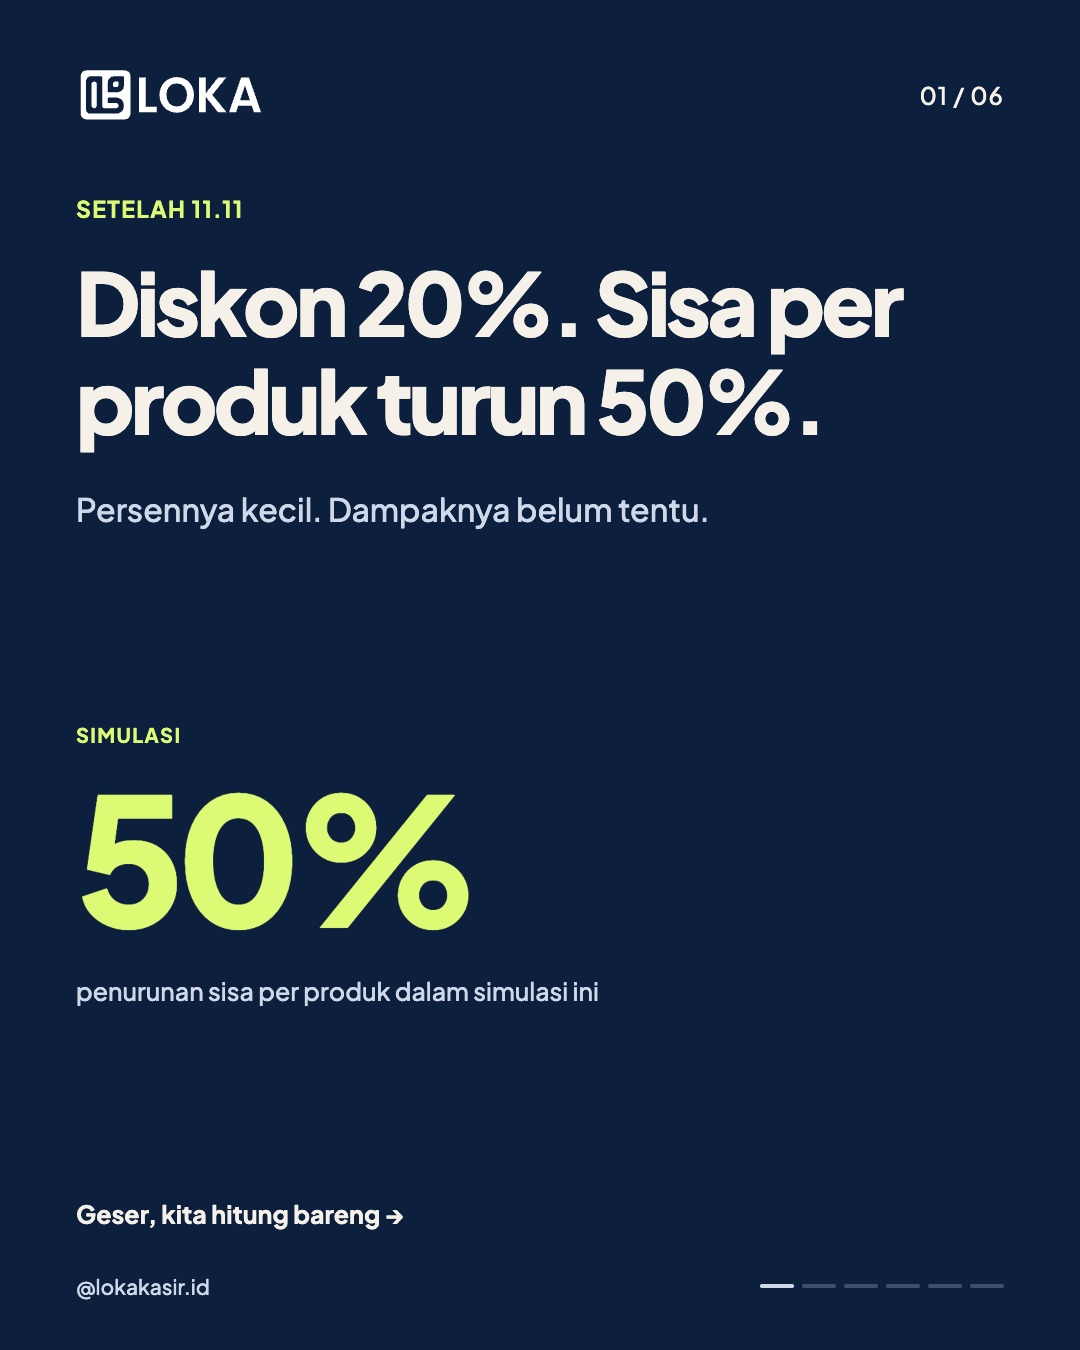 LOKA
01 / 06
SETELAH 11.11
Diskon 20%. Sisa per
produk turun 50%.
Persennya kecil. Dampaknya belum tentu.
SIMULASI
50%
penurunan sisa per produk dalam simulasi ini
Geser, kita hitung bareng →
@lokakasir.id